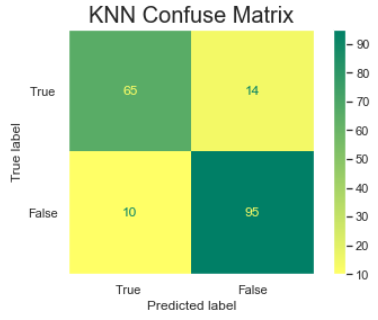 KNN Confuse Matrix
True label
True
65
14
False
10
95
True
False
Predicted label
90
80
70
60
50
40
30
20
10